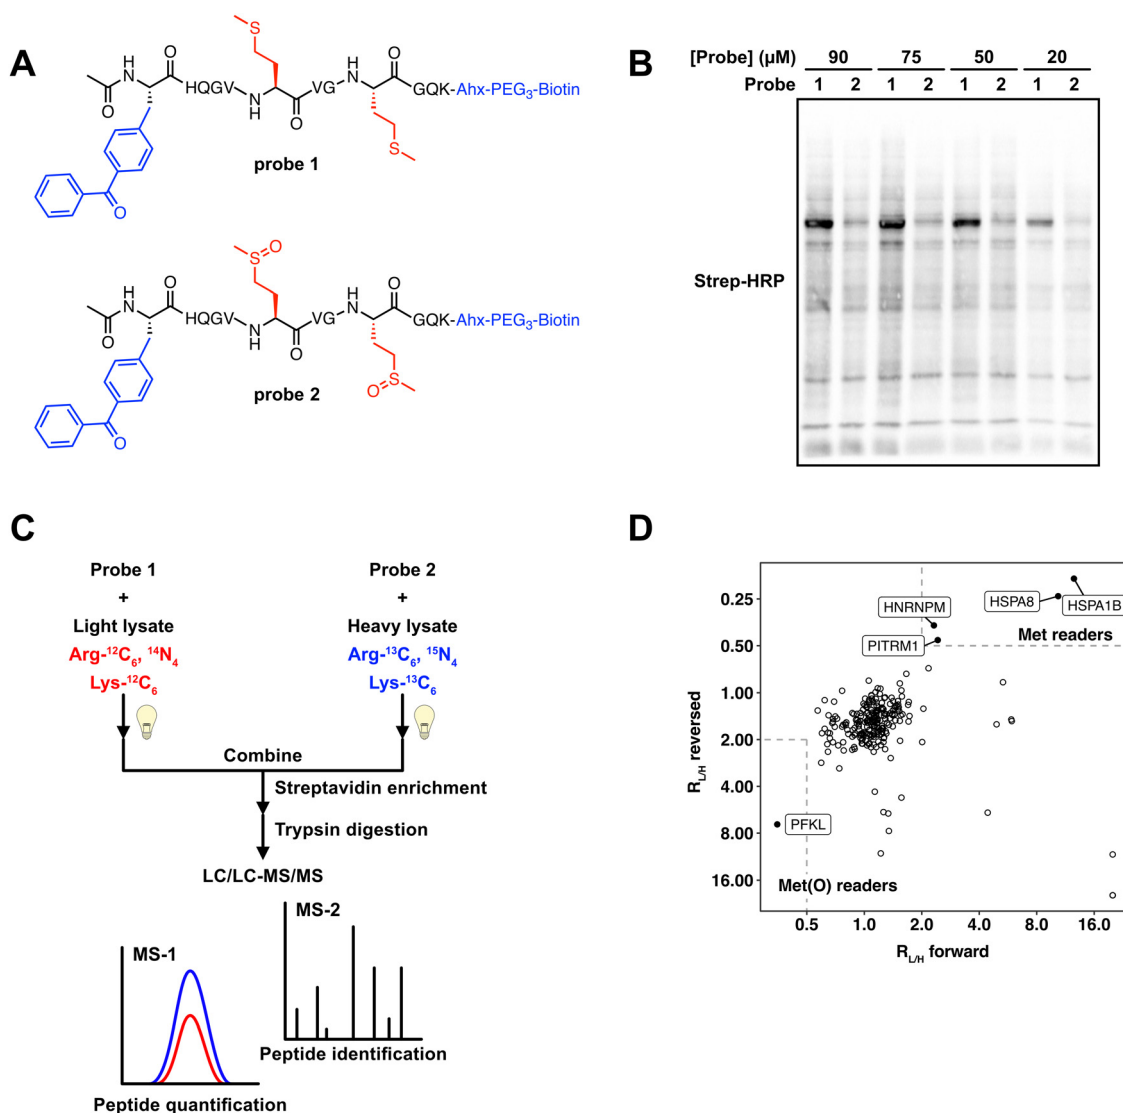 A
N
H
O
O
HQGV
N
H
S
O
VG
H
N
S
O
GQK-Ahx-PEG3-Biotin
O
probe 1
N
H
O
O
HQGV
N
H
S
O
O
VG
H
N
O
S
O
GQK-Ahx-PEG3-Biotin
O
probe 2
B
[Probe] (µM) 90 75 50 20
Probe 1 2 1 2 1 2 1 2
Strep-HRP
C
Probe 1
+
Light lysate
Arg-¹²C₆, ¹⁴N₄
Lys-¹²C₆
Probe 2
+
Heavy lysate
Arg-¹³C₆, ¹⁵N₄
Lys-¹³C₆
Combine
Streptavidin enrichment
Trypsin digestion
LC/LC-MS/MS
MS-1
Peptide quantification
MS-2
Peptide identification
D
R L/H reversed
0.25
0.50
1.00
2.00
4.00
8.00
16.00
HNRNPM
PITRM1
HSPA8
HSPA1B
Met readers
PFKL
Met(O) readers
0.5 1.0 2.0 4.0 8.0 16.0
R L/H forward